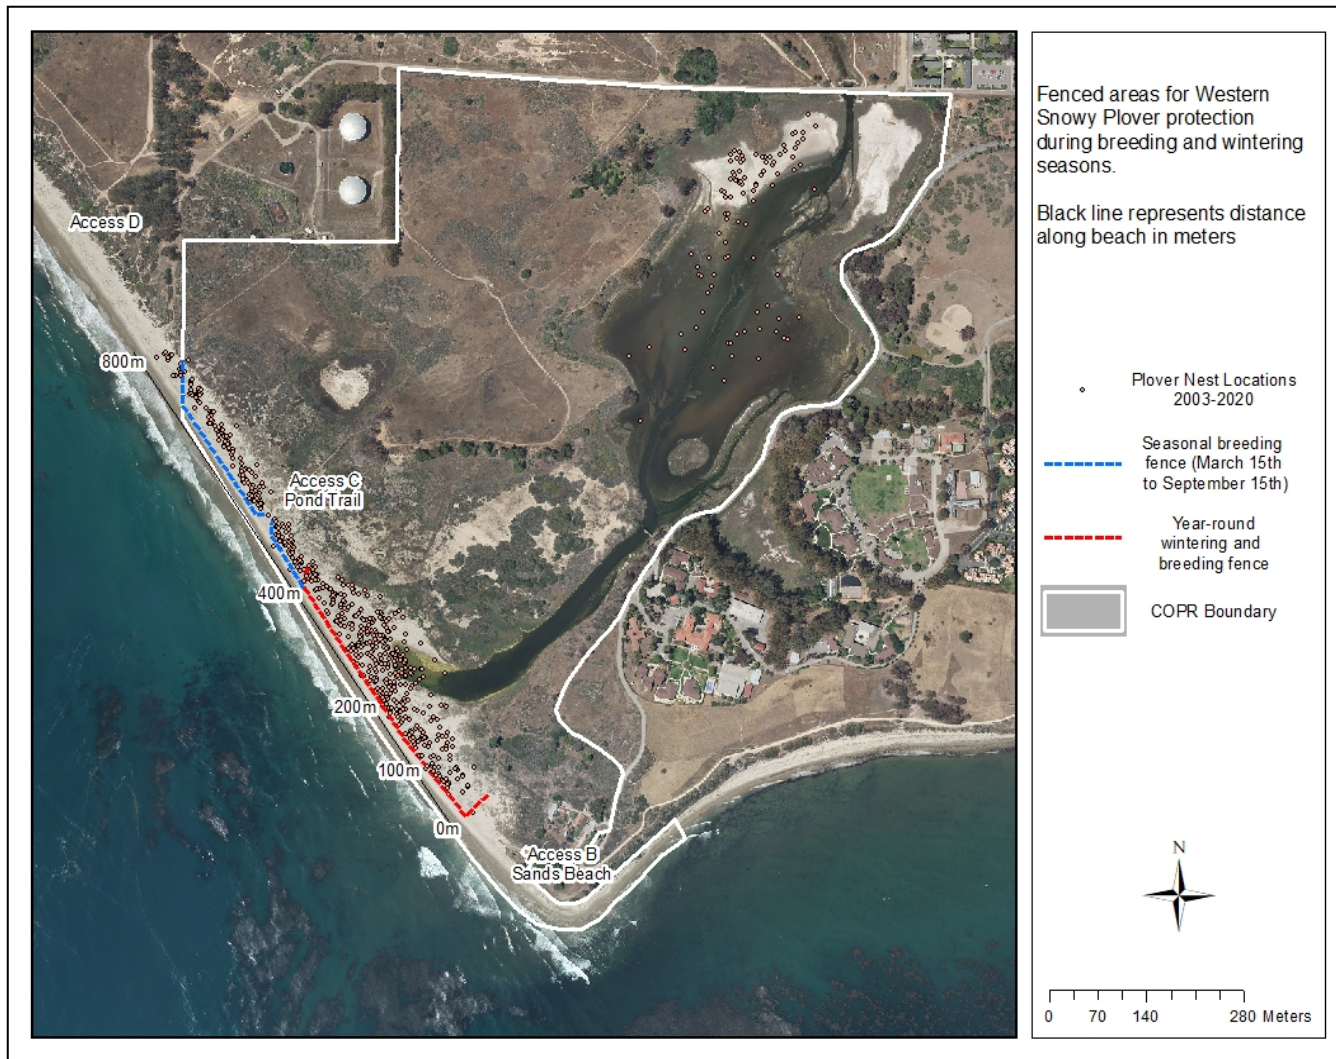 Fenced areas for Western
Snowy Plover protection
during breeding and wintering
seasons.
Black line represents distance
along beach in meters
Access D
800m
Access C
Pond Trail
400m
200m
100m
0m
Access B
Sands Beach
Plover Nest Locations
2003-2020
Seasonal breeding
fence (March 15th
to September 15th)
Year-round
wintering and
breeding fence
COPR Boundary
N
0 70 140 280 Meters